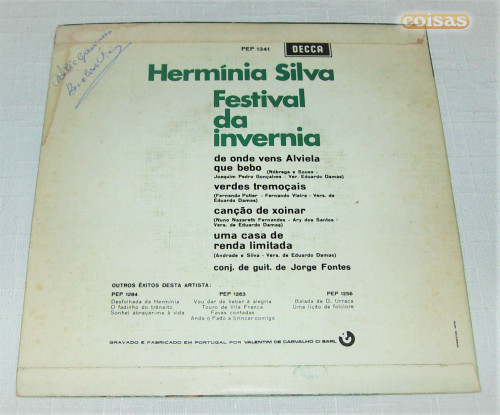 coisas
PEP 1341
DECCA
Hermínia Silva
Festival
da
invernia
de onde vens Alviela
que bebo (Nóbrega e Sousa -
Joaquim Pedro Gonçalves - Ver. Eduardo Damas)
verdes tremoçais
(Fernanda Potier - Fernando Vieira - Vers. de
Eduardo Damas)
canção de xoinar
(Nuno Nazareth Fernandes - Ary dos Santos -
Vers. de Eduardo Damas)
uma casa de
renda limitada
(Andrade e Silva - Vers. de Eduardo Damas)
conj. de guit. de Jorge Fontes
OUTROS ÊXITOS DESTA ARTISTA:
PEP 1284
Desfolhada da Hermínia
O fadinho do trânsito
Sonhei abraçarima à vida
PEP 1263
Vou dar de beber à alegria
Touro de Vila Franca
Favas contadas
Anda o Fado a brincar comigo
PEP 1256
Balada de D. Urraca
Uma lição de folclore
GRAVADO E FABRICADO EM PORTUGAL POR VALENTIM DE CARVALHO CI SARL